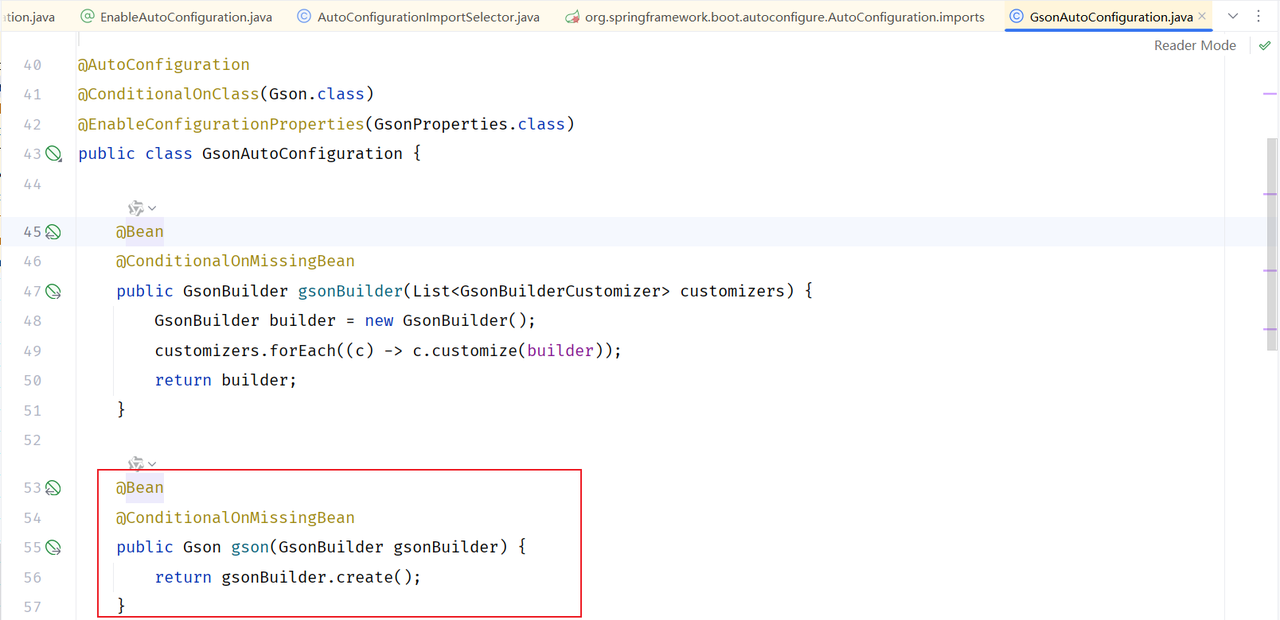 ation.java EnableAutoConfiguration.java AutoConfigurationImportSelector.java org.springframework.boot.autoconfigure.AutoConfiguration.imports GsonAutoConfiguration.java
Reader Mode
40 @AutoConfiguration
41 @ConditionalOnClass(Gson.class)
42 @EnableConfigurationProperties(GsonProperties.class)
43 public class GsonAutoConfiguration {
44
45 @Bean
46 @ConditionalOnMissingBean
47 public GsonBuilder gsonBuilder(List<GsonBuilderCustomizer> customizers) {
48 GsonBuilder builder = new GsonBuilder();
49 customizers.forEach((c) -> c.customize(builder));
50 return builder;
51 }
52
53 @Bean
54 @ConditionalOnMissingBean
55 public Gson gson(GsonBuilder gsonBuilder) {
56 return gsonBuilder.create();
57 }